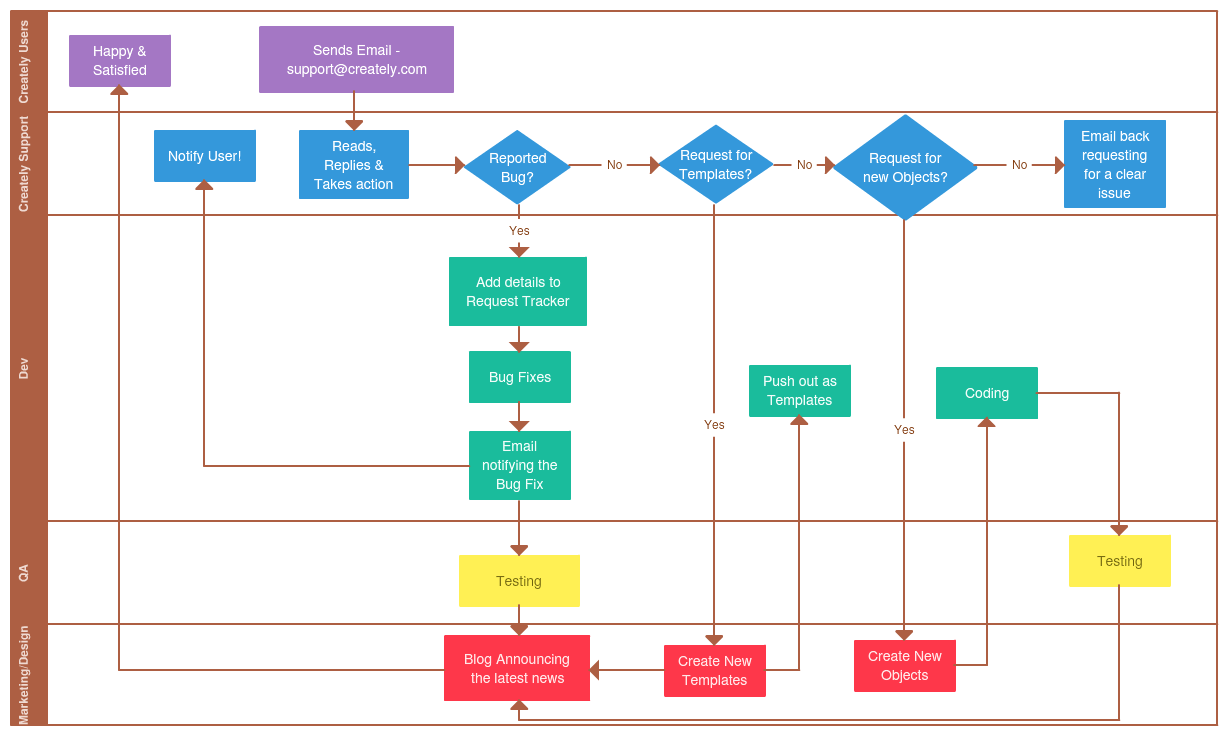 Creately Users
Happy &
Satisfied
Sends Email -
support@creately.com
Creately Support
Notify User!
Reads,
Replies &
Takes action
Reported
Bug?
No
Request for
Templates?
No
Request for
new Objects?
No
Email back
requesting
for a clear
issue
Dev
Yes
Add details to
Request Tracker
Bug Fixes
Email
notifying the
Bug Fix
Yes
Push out as
Templates
Yes
Coding
QA
Testing
Testing
Marketing/Design
Blog Announcing
the latest news
Create New
Templates
Create New
Objects